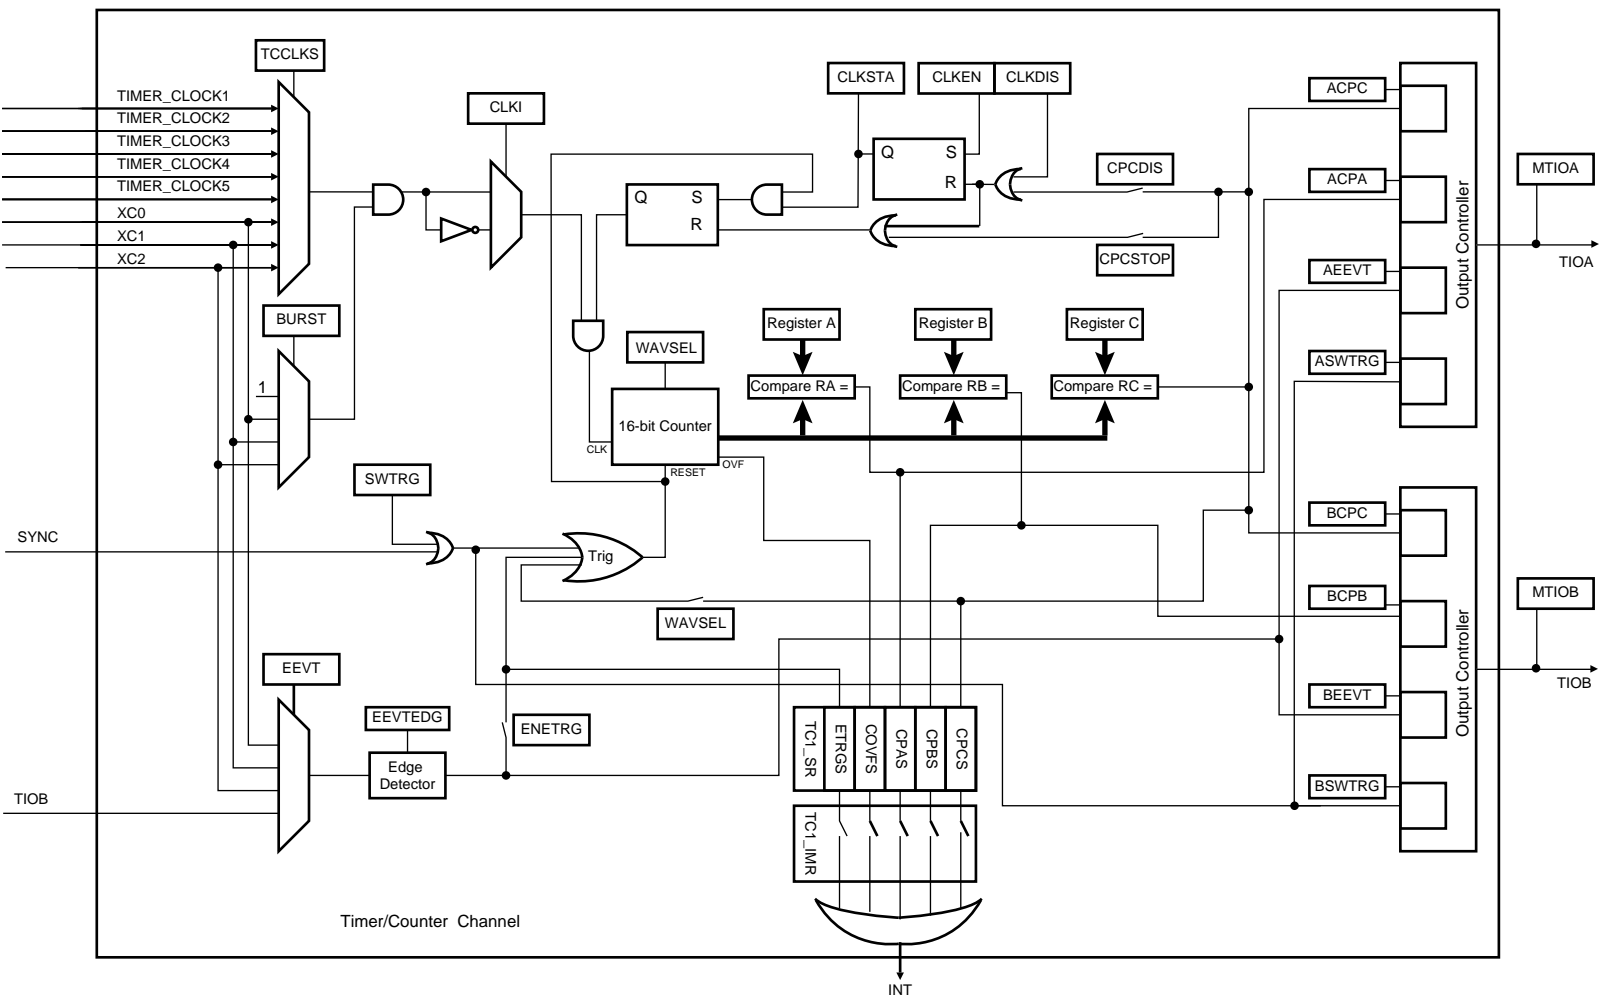 TCCLKS
TIMER_CLOCK1
TIMER_CLOCK2
TIMER_CLOCK3
TIMER_CLOCK4
TIMER_CLOCK5
XC0
XC1
XC2
CLKI
CLKSTA
CLKEN
CLKDIS
Q
S
R
Q
S
R
CPCDIS
CPCSTOP
ACPC
ACPA
AEEVT
ASWTRG
Output Controller
MTIOA
TIOA
BURST
1
WAVSEL
Register A
Register B
Register C
Compare RA =
Compare RB =
Compare RC =
16-bit Counter
CLK
RESET
OVF
SWTRG
SYNC
Trig
WAVSEL
BCPC
BCPB
BEEVT
BSWTRG
Output Controller
MTIOB
TIOB
EEVT
EEVTEDG
Edge
Detector
ENETRG
TIOB
TC1_SR
ETRGS
COVFS
CPAS
CPBS
CPCS
TC1_IMR
Timer/Counter Channel
INT